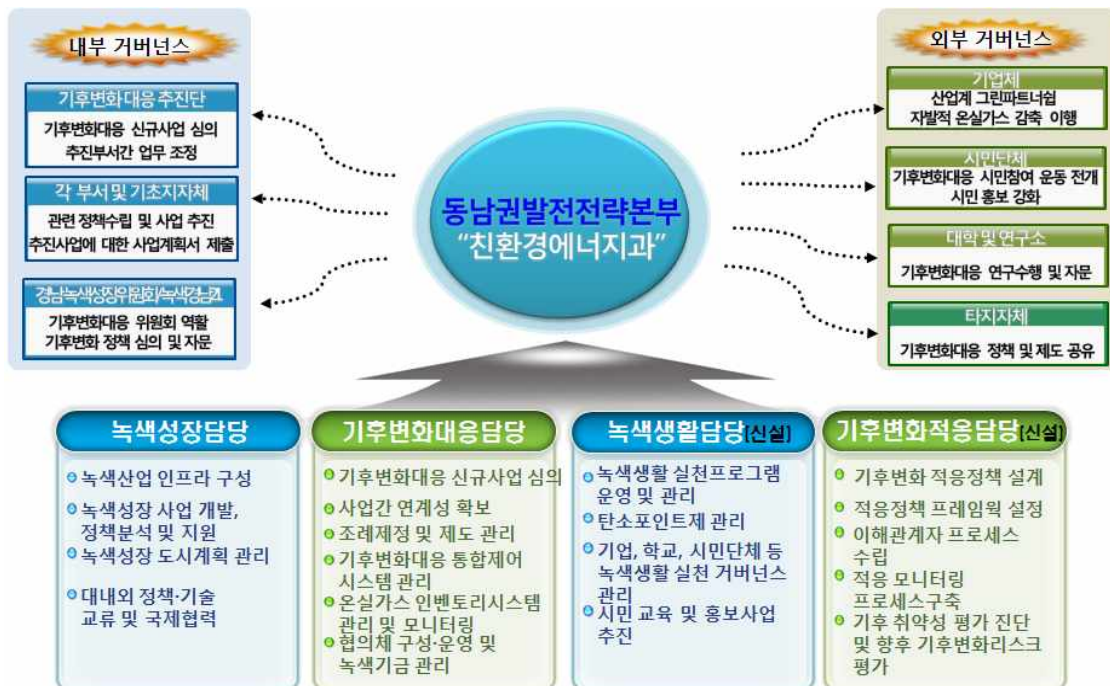 내부 거버넌스
기후변화대응 추진단
기후변화대응 신규사업 심의
추진부서간 업무 조정
각 부서 및 기초지자체
관련 정책수립 및 사업 추진
추진사업에 대한 사업계획서 제출
경남녹색성장위원회/녹색경남21
기후변화대응 위원회 역할
기후변화 정책 심의 및 자문
동남권발전전략본부
“친환경에너지과”
외부 거버넌스
기업체
산업계 그린파트너쉽
자발적 온실가스 감축 이행
시민단체
기후변화대응 시민참여 운동 전개
시민 홍보 강화
대학 및 연구소
기후변화대응 연구수행 및 자문
타지자체
기후변화대응 정책 및 제도 공유
녹색성장담당
녹색산업 인프라 구성
녹색성장 사업 개발,
정책분석 및 지원
녹색성장 도시계획 관리
대내외 정책·기술
교류 및 국제협력
기후변화대응담당
기후변화대응 신규사업 심의
사업간 연계성 확보
조례제정 및 제도 관리
기후변화대응 통합제어
시스템 관리
온실가스 인벤토리시스템
관리 및 모니터링
협의체 구성·운영 및
녹색기금 관리
녹색생활담당(신설)
녹색생활 실천프로그램
운영 및 관리
탄소포인트제 관리
기업, 학교, 시민단체 등
녹색생활 실천 거버넌스
관리
시민 교육 및 홍보사업
추진
기후변화적응담당(신설)
기후변화 적응정책 설계
적응정책 프레임웍 설정
이해관계자 프로세스
수립
적응 모니터링
프로세스구축
기후 취약성 평가 진단
및 향후 기후변화리스크
평가